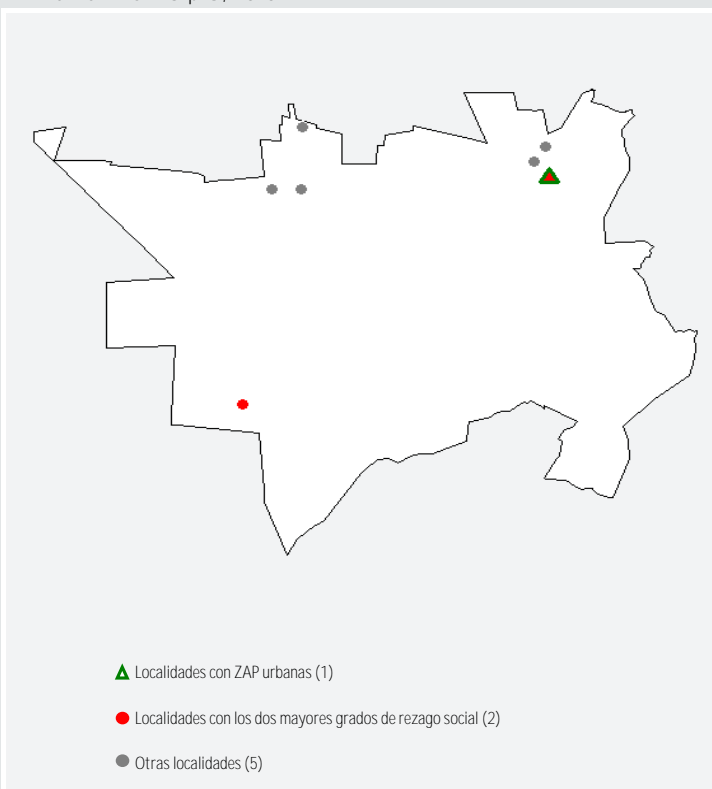 Localidades con ZAP urbanas (1)
Localidades con los dos mayores grados de rezago social (2)
Otras localidades (5)